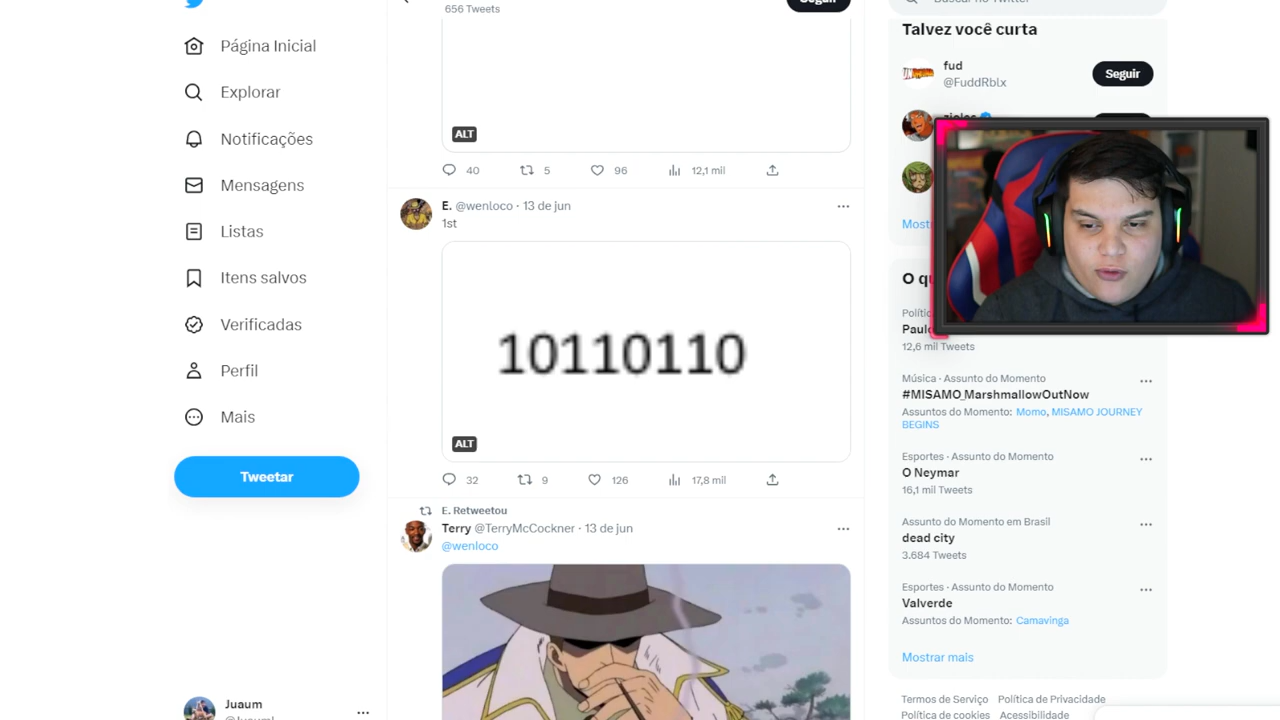 656 Tweets
Página Inicial
Explorar
Notificações
Mensagens
Listas
Itens salvos
Verificadas
Perfil
Mais
Tweetar
Juaum
ALT
40
5
96
12,1 mil
E. @wenloco · 13 de jun
1st
10110110
ALT
32
9
126
17,8 mil
E. Retweetou
Terry @TerryMcCockner · 13 de jun
@wenloco
Seguir
Buscar no Twitter
Talvez você curta
fud
@FuddRblx
Seguir
12,6 mil Tweets
Música · Assunto do Momento
#MISAMO_MarshmallowOutNow
Assuntos do Momento: Momo, MISAMO JOURNEY
BEGINS
Esportes · Assunto do Momento
O Neymar
16,1 mil Tweets
Assunto do Momento em Brasil
dead city
3.684 Tweets
Esportes · Assunto do Momento
Valverde
Assuntos do Momento: Camavinga
Mostrar mais
Termos de Serviço Política de Privacidade
Política de cookies Acessibilidade